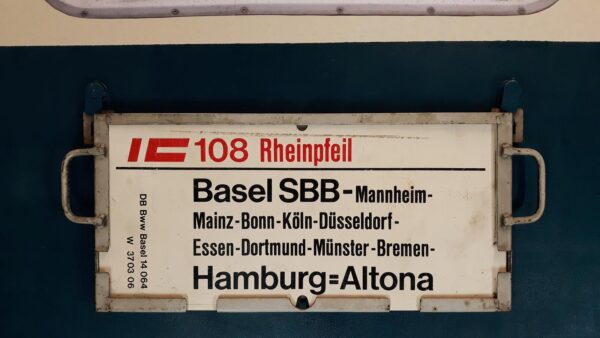 IC 108 Rheinpfeil
Basel SBB-Mannheim-
Mainz-Bonn-Köln-Düsseldorf-
Essen-Dortmund-Münster-Bremen-
Hamburg=Altona
DB Bww Basel 14 064
W 3703 06